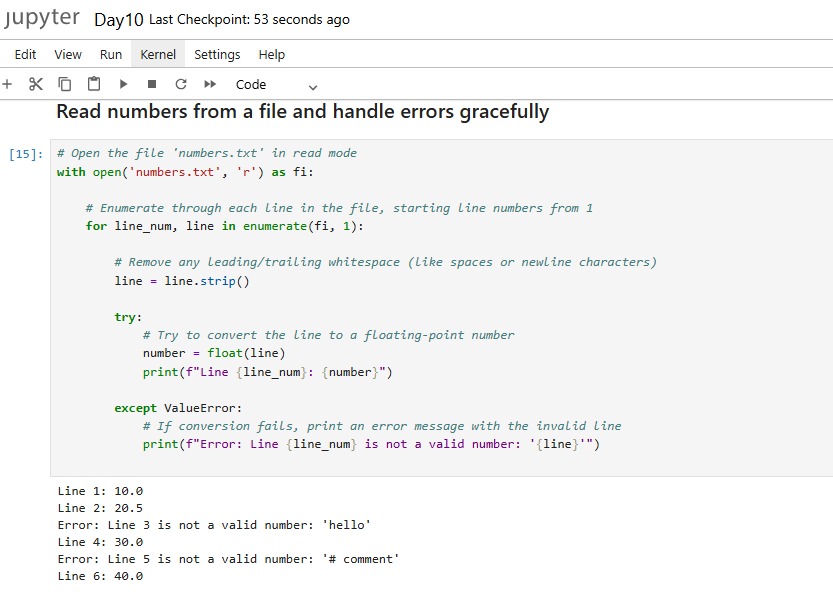 jupyter Day10 Last Checkpoint: 53 seconds ago
Edit View Run Kernel Settings Help
+ Code
Read numbers from a file and handle errors gracefully
[15]: # Open the file 'numbers.txt' in read mode
with open('numbers.txt', 'r') as fi:
    # Enumerate through each line in the file, starting line numbers from 1
    for line_num, line in enumerate(fi, 1):
        # Remove any leading/trailing whitespace (like spaces or newline characters)
        line = line.strip()
        try:
            # Try to convert the line to a floating-point number
            number = float(line)
            print(f"Line {line_num}: {number}")
        except ValueError:
            # If conversion fails, print an error message with the invalid line
            print(f"Error: Line {line_num} is not a valid number: '{line}'")
Line 1: 10.0
Line 2: 20.5
Error: Line 3 is not a valid number: 'hello'
Line 4: 30.0
Error: Line 5 is not a valid number: '# comment'
Line 6: 40.0